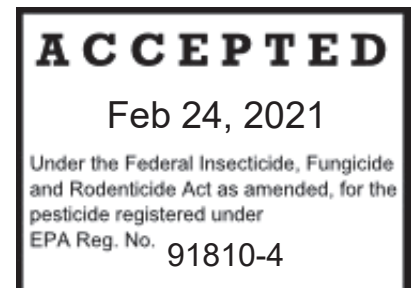 ACCEPTED
Feb 24, 2021
Under the Federal Insecticide, Fungicide
and Rodenticide Act as amended, for the
pesticide registered under
EPA Reg. No. 91810-4